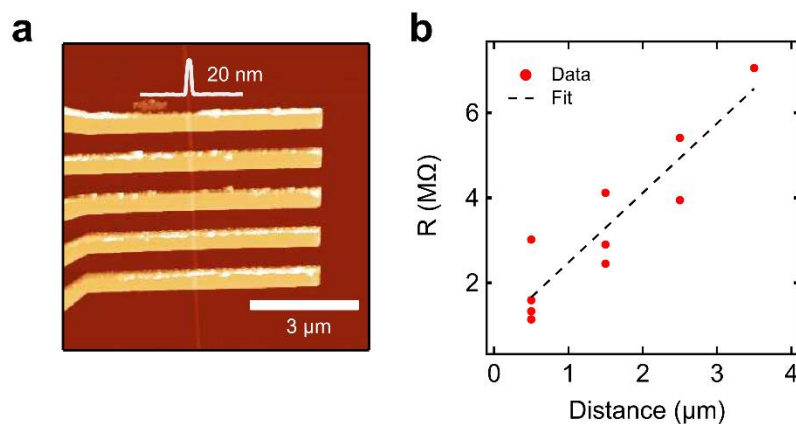 a
20 nm
3 μm
b
Data
Fit
R (MΩ)
6
4
2
0 1 2 3 4
Distance (μm)